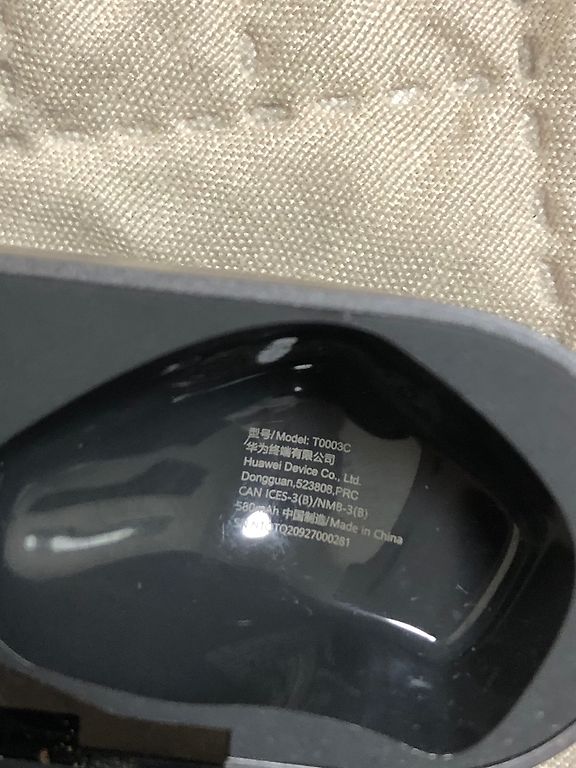 型号/Model: T0003C
华为终端有限公司
Huawei Device Co., Ltd.
Dongguan,523808,PRC
CAN ICES-3(B)/NMB-3(B)
580mAh 中国制造/Made in China